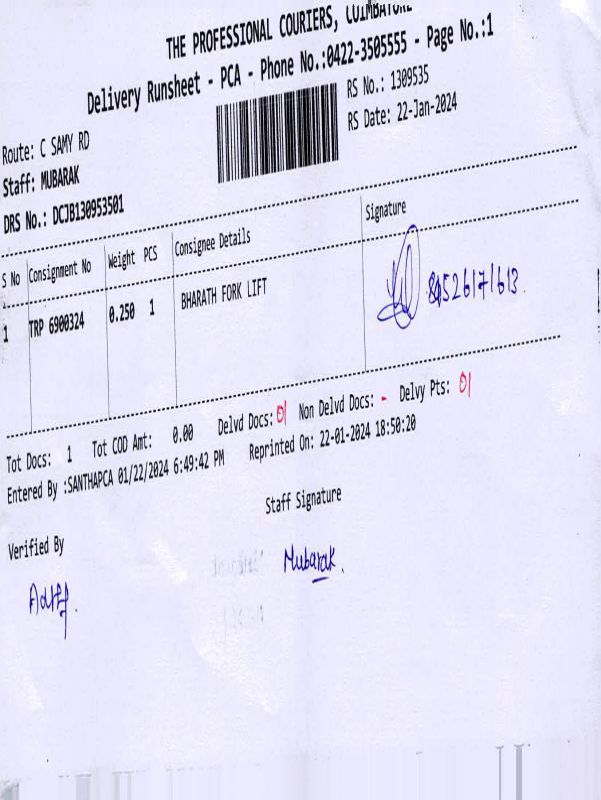 THE PROFESSIONAL COURIERS, COIMBATORE
Delivery Runsheet - PCA - Phone No.:0422-3505555 - Page No.:1
RS No.: 1309535
RS Date: 22-Jan-2024
Route: C SAMY RD
Staff: MUBARAK
DRS No.: DCJB130953501
S No Consignment No Weight PCS Consignee Details Signature
1 TRP 6900324 0.250 1 BHARATH FORK LIFT
Tot Docs: 1 Tot COD Amt: 0.00 Delvd Docs: 01 Non Delvd Docs: - Delvy Pts: 01
Entered By :SANTHAPCA 01/22/2024 6:49:42 PM Reprinted On: 22-01-2024 18:50:20
Verified By
Staff Signature
Mubarak.